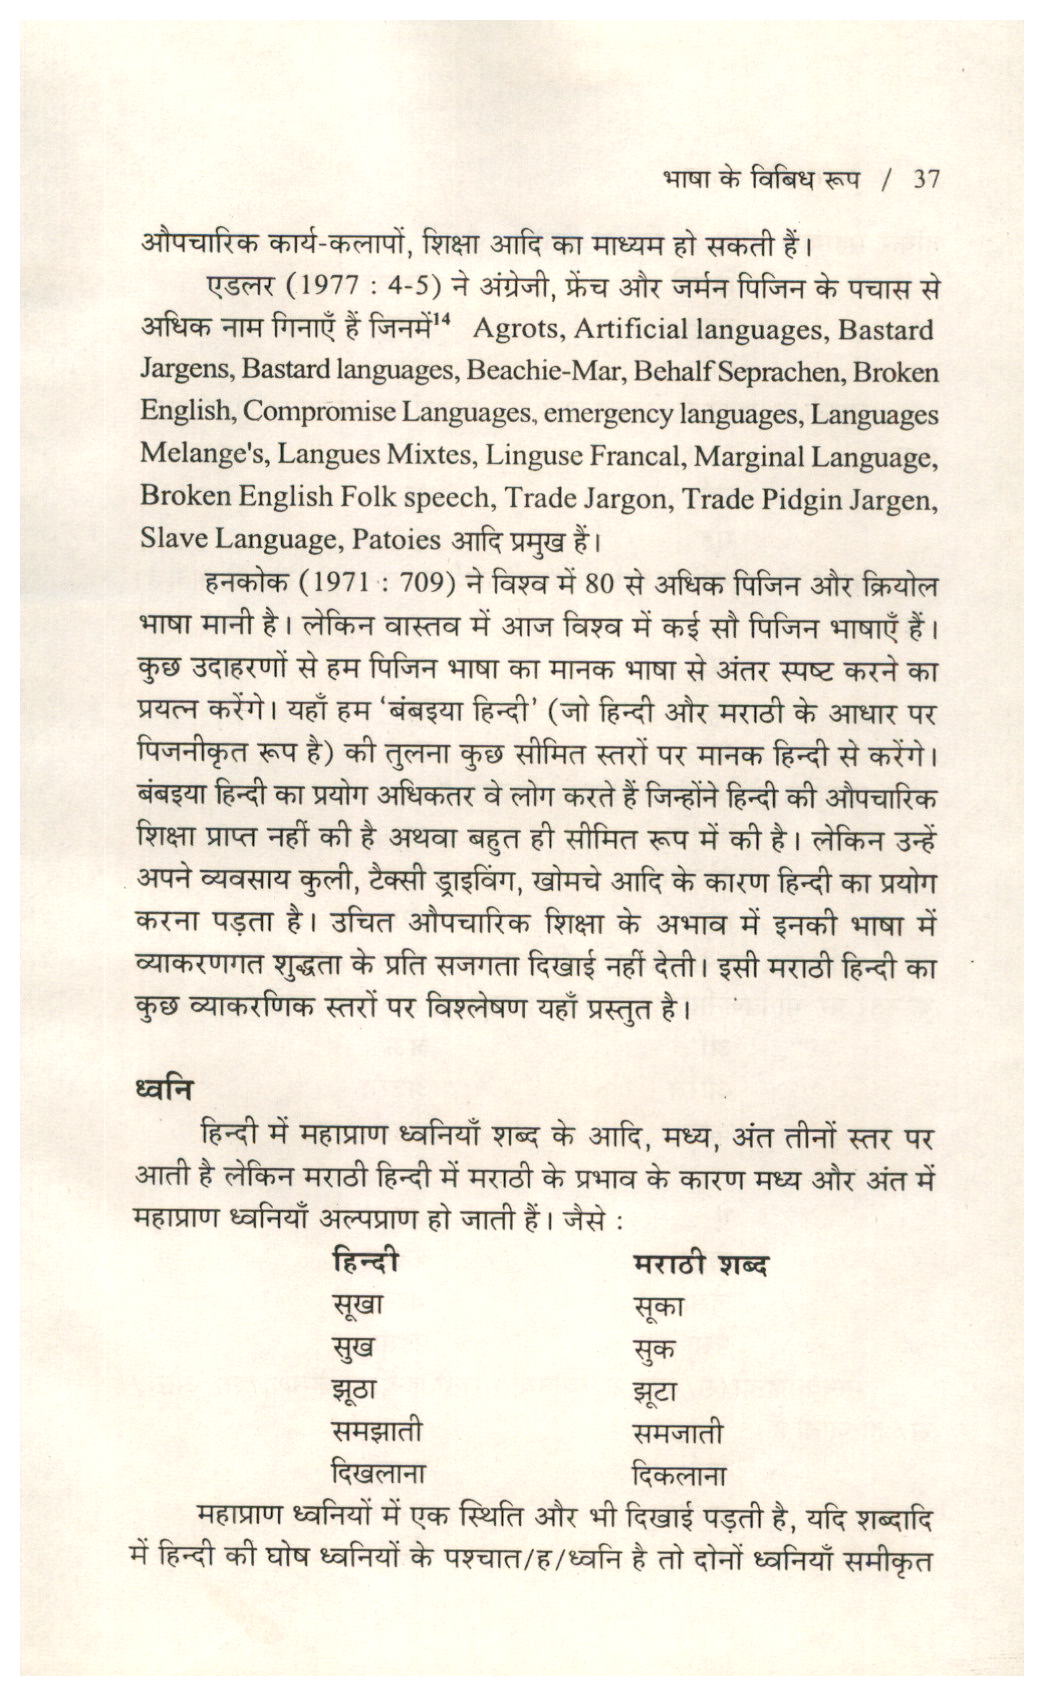 भाषा के विबिध रूप / 37
औपचारिक कार्य-कलापों, शिक्षा आदि का माध्यम हो सकती हैं।
एडलर (1977 : 4-5) ने अंग्रेजी, फ्रेंच और जर्मन पिजिन के पचास से
अधिक नाम गिनाएँ हैं जिनमें¹⁴ Agrots, Artificial languages, Bastard
Jargens, Bastard languages, Beachie-Mar, Behalf Seprachen, Broken
English, Compromise Languages, emergency languages, Languages
Melange's, Langues Mixtes, Linguse Francal, Marginal Language,
Broken English Folk speech, Trade Jargon, Trade Pidgin Jargen,
Slave Language, Patoies आदि प्रमुख हैं।
हनकोक (1971 : 709) ने विश्व में 80 से अधिक पिजिन और क्रियोल
भाषा मानी है। लेकिन वास्तव में आज विश्व में कई सौ पिजिन भाषाएँ हैं।
कुछ उदाहरणों से हम पिजिन भाषा का मानक भाषा से अंतर स्पष्ट करने का
प्रयत्न करेंगे। यहाँ हम ‘बंबइया हिन्दी’ (जो हिन्दी और मराठी के आधार पर
पिजनीकृत रूप है) की तुलना कुछ सीमित स्तरों पर मानक हिन्दी से करेंगे।
बंबइया हिन्दी का प्रयोग अधिकतर वे लोग करते हैं जिन्होंने हिन्दी की औपचारिक
शिक्षा प्राप्त नहीं की है अथवा बहुत ही सीमित रूप में की है। लेकिन उन्हें
अपने व्यवसाय कुली, टैक्सी ड्राइविंग, खोमचे आदि के कारण हिन्दी का प्रयोग
करना पड़ता है। उचित औपचारिक शिक्षा के अभाव में इनकी भाषा में
व्याकरणगत शुद्धता के प्रति सजगता दिखाई नहीं देती। इसी मराठी हिन्दी का
कुछ व्याकरणिक स्तरों पर विश्लेषण यहाँ प्रस्तुत है।
ध्वनि
हिन्दी में महाप्राण ध्वनियाँ शब्द के आदि, मध्य, अंत तीनों स्तर पर
आती है लेकिन मराठी हिन्दी में मराठी के प्रभाव के कारण मध्य और अंत में
महाप्राण ध्वनियाँ अल्पप्राण हो जाती हैं। जैसे :
हिन्दी मराठी शब्द
सूखा सूका
सुख सुक
झूठा झूटा
समझाती समजाती
दिखलाना दिकलाना
महाप्राण ध्वनियों में एक स्थिति और भी दिखाई पड़ती है, यदि शब्दादि
में हिन्दी की घोष ध्वनियों के पश्चात/ह/ध्वनि है तो दोनों ध्वनियाँ समीकृत